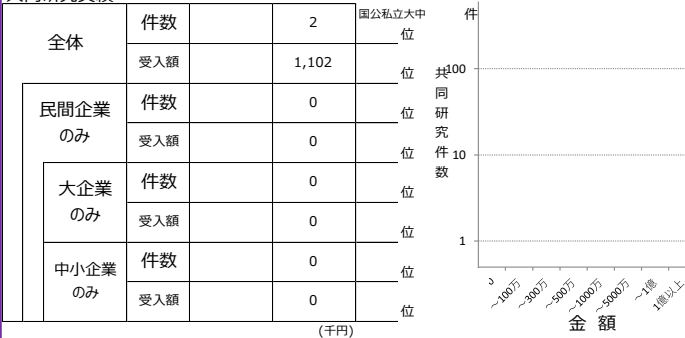 国公私立大中
全体 件数 2 位
受入額 1,102 位
民間企業のみ 件数 0 位
受入額 0 位
大企業のみ 件数 0 位
受入額 0 位
中小企業のみ 件数 0 位
受入額 0 位
(千円)
件
共同研究件数
100
10
1
0 ～100万 ～300万 ～500万 ～1000万 ～5000万 ～1億 1億以上
金 額